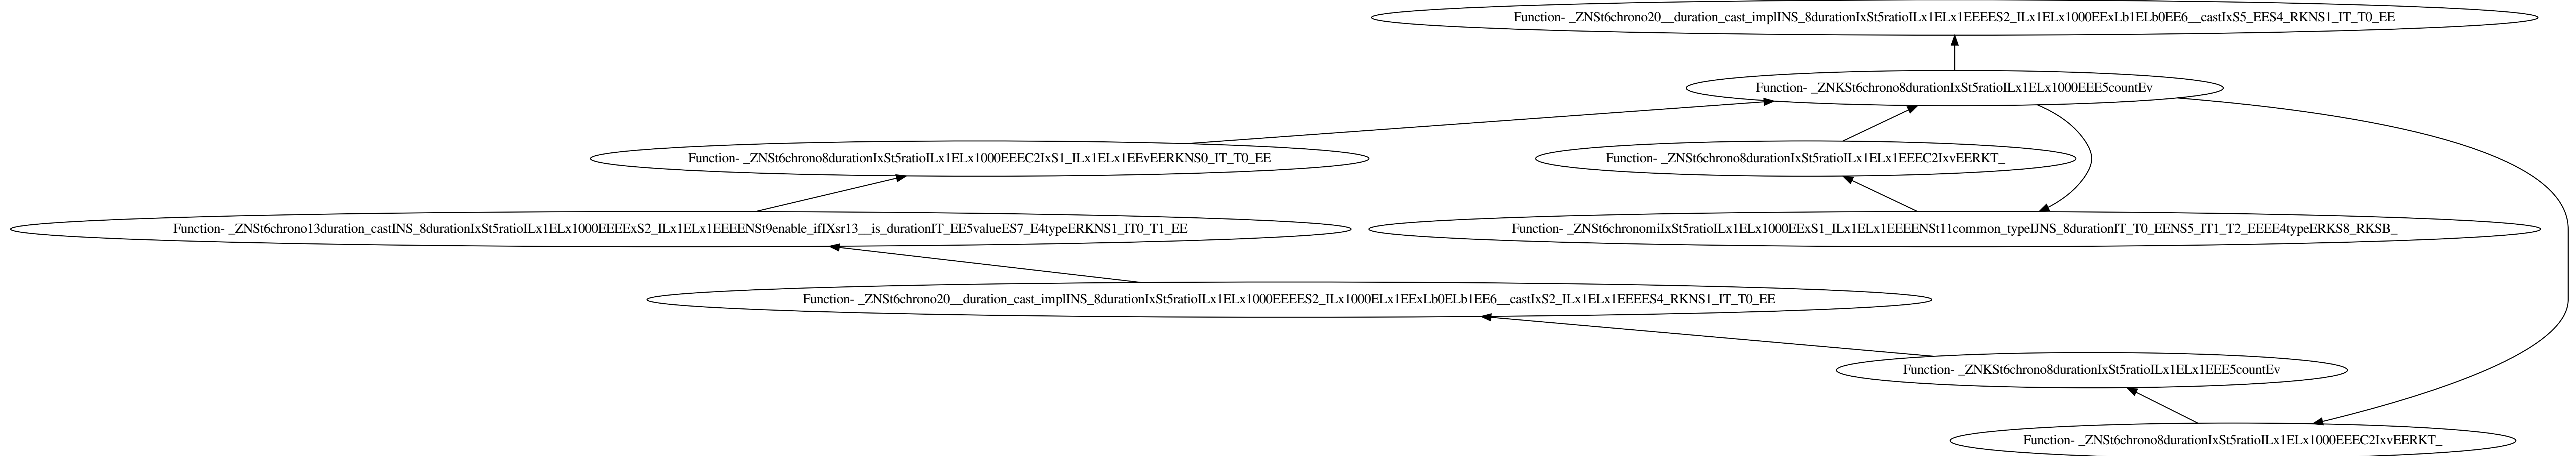 Function- _ZNSt6chrono20__duration_cast_implINS_8durationIxSt5ratioILx1ELx1EEEES2_ILx1ELx1000EExLb1ELb0EE6__castIxS5_EES4_RKNS1_IT_T0_EE
Function- _ZNKSt6chrono8durationIxSt5ratioILx1ELx1000EEE5countEv
Function- _ZNSt6chrono8durationIxSt5ratioILx1ELx1000EEEC2IxS1_ILx1ELx1EEvEERKNS0_IT_T0_EE
Function- _ZNSt6chrono8durationIxSt5ratioILx1ELx1EEEC2IxvEERKT_
Function- _ZNSt6chrono13duration_castINS_8durationIxSt5ratioILx1ELx1000EEEExS2_ILx1ELx1EEEENSt9enable_ifIXsr13__is_durationIT_EE5valueES7_E4typeERKNS1_IT0_T1_EE
Function- _ZNSt6chronomiIxSt5ratioILx1ELx1000EExS1_ILx1ELx1EEEENSt11common_typeIJNS_8durationIT_T0_EENS5_IT1_T2_EEEE4typeERKS8_RKSB_
Function- _ZNSt6chrono20__duration_cast_implINS_8durationIxSt5ratioILx1ELx1000EEEES2_ILx1000ELx1EExLb0ELb1EE6__castIxS2_ILx1ELx1EEEES4_RKNS1_IT_T0_EE
Function- _ZNKSt6chrono8durationIxSt5ratioILx1ELx1EEE5countEv
Function- _ZNSt6chrono8durationIxSt5ratioILx1ELx1000EEEC2IxvEERKT_